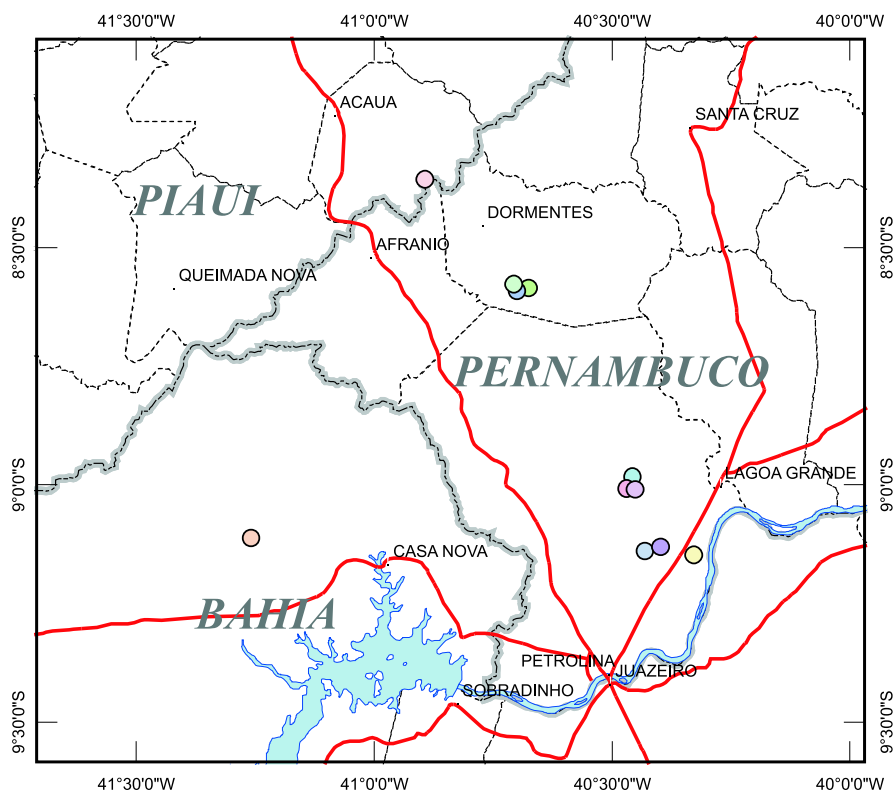 41°30'0"W 41°0'0"W 40°30'0"W 40°0'0"W
ACAUA
SANTA CRUZ
PIAUI
DORMENTES
8°30'0"S 8°30'0"S
AFRANIO
QUEIMADA NOVA
PERNAMBUCO
LAGOA GRANDE
9°0'0"S 9°0'0"S
CASA NOVA
BAHIA
PETROLINA
JUAZEIRO
SOBRADINHO
9°30'0"S 9°30'0"S
41°30'0"W 41°0'0"W 40°30'0"W 40°0'0"W